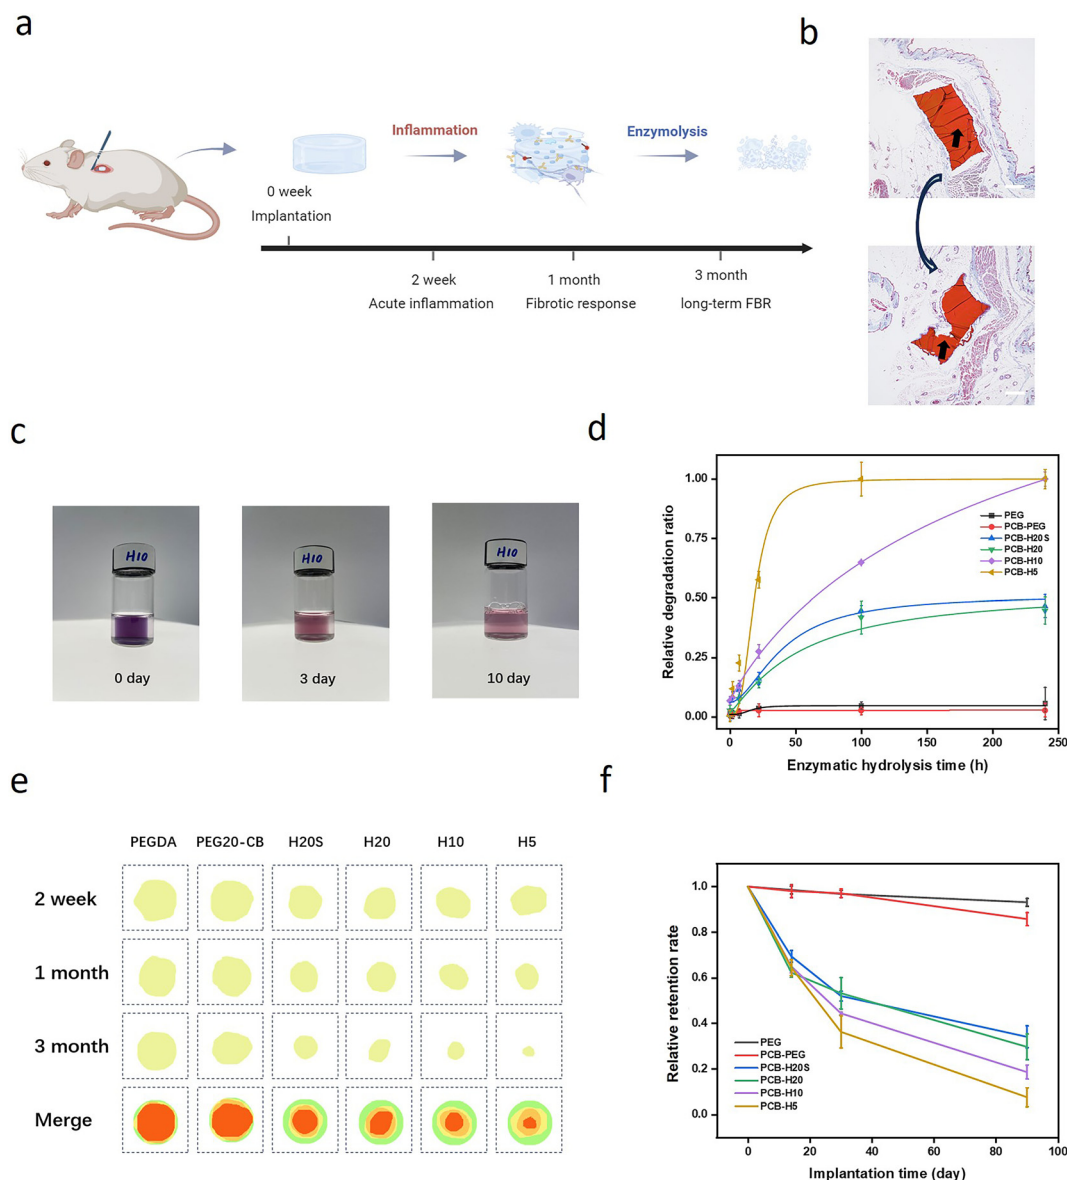 a
Inflammation
Enzymolysis
0 week
Implantation
2 week
Acute inflammation
1 month
Fibrotic response
3 month
long-term FBR
b
c
H10
0 day
H10
3 day
H10
10 day
d
Relative degradation ratio
1.00
0.75
0.50
0.25
0.00
PEG
PCB-PEG
PCB-H20S
PCB-H20
PCB-H10
PCB-H5
0 50 100 150 200 250
Enzymatic hydrolysis time (h)
e
PEGDA PEG20-CB H20S H20 H10 H5
2 week
1 month
3 month
Merge
f
Relative retention rate
1.0
0.8
0.6
0.4
0.2
0.0
PEG
PCB-PEG
PCB-H20S
PCB-H20
PCB-H10
PCB-H5
0 20 40 60 80 100
Implantation time (day)